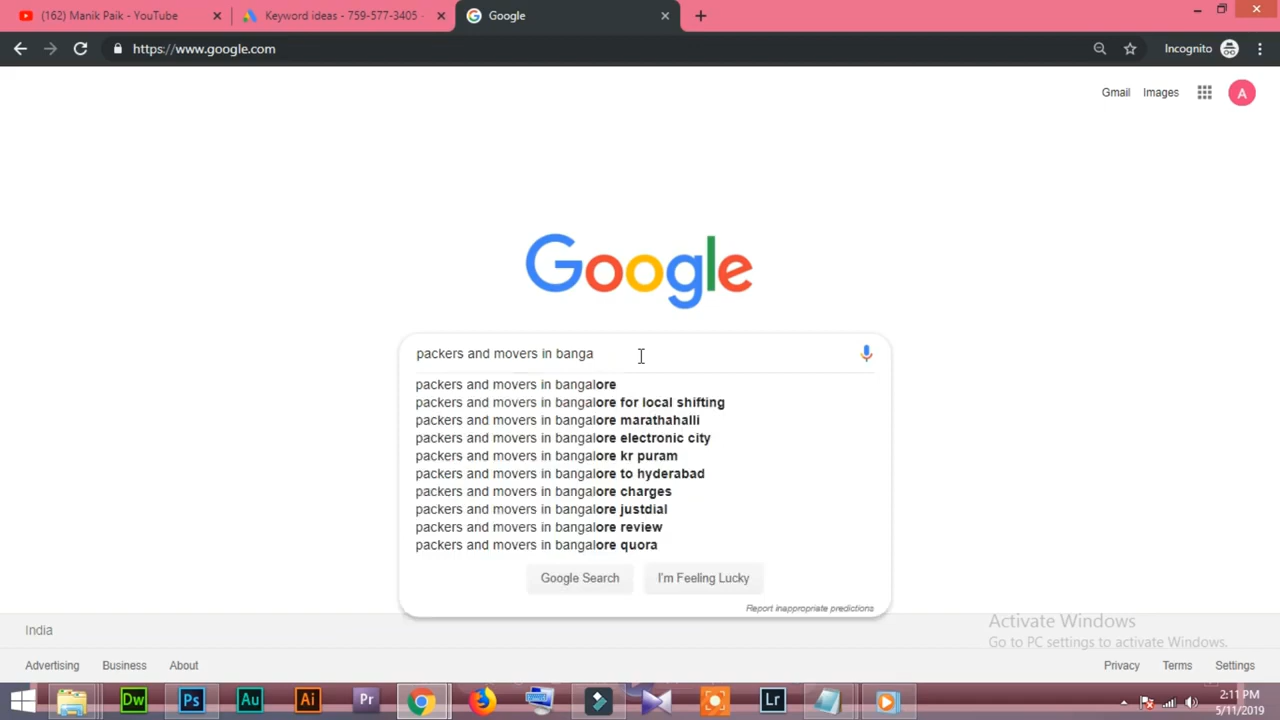 (162) Manik Paik - YouTube
Keyword ideas - 759-577-3405 -
Google
https://www.google.com
Incognito
Gmail Images
A
Google
packers and movers in banga
packers and movers in bangalore
packers and movers in bangalore for local shifting
packers and movers in bangalore marathahalli
packers and movers in bangalore electronic city
packers and movers in bangalore kr puram
packers and movers in bangalore to hyderabad
packers and movers in bangalore charges
packers and movers in bangalore justdial
packers and movers in bangalore review
packers and movers in bangalore quora
Google Search
I'm Feeling Lucky
Report inappropriate predictions
Activate Windows
Go to PC settings to activate Windows.
India
Advertising Business About
Privacy Terms Settings
Dw Ps Au Ai Pr Lr
2:11 PM
5/11/2019